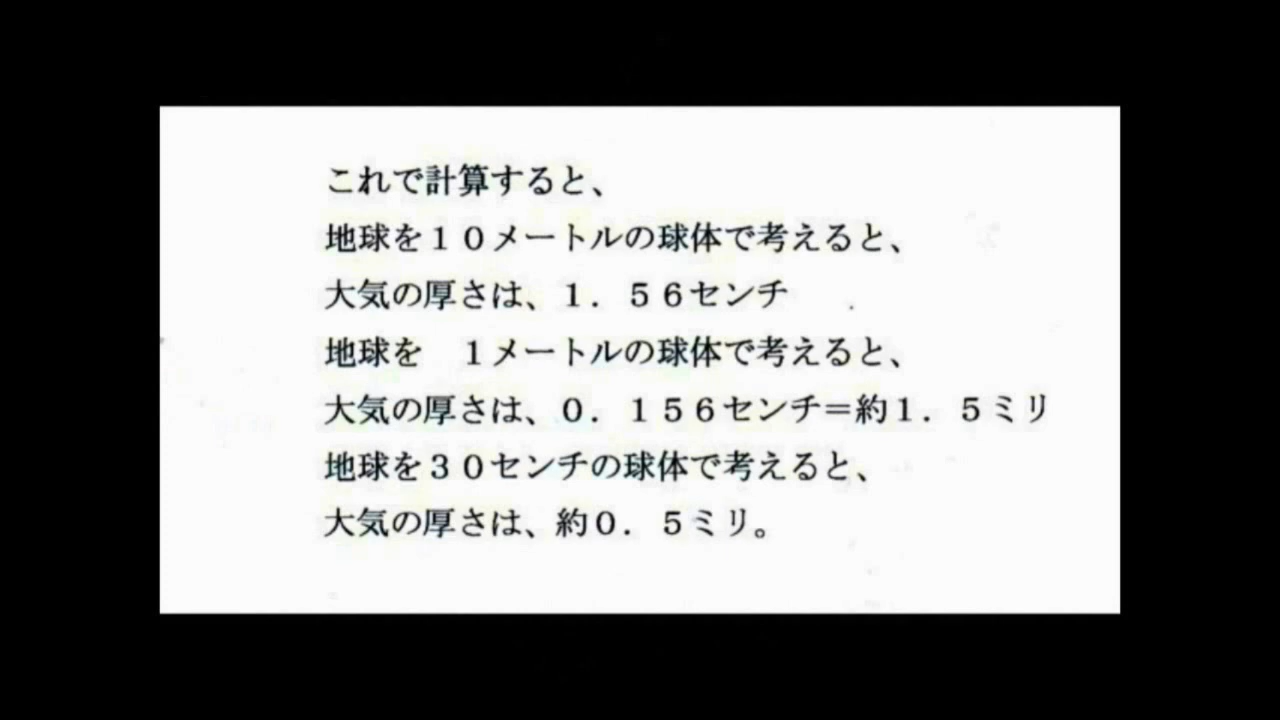 これで計算すると、
地球を１０メートルの球体で考えると、
大気の厚さは、１．５６センチ
地球を　１メートルの球体で考えると、
大気の厚さは、０．１５６センチ＝約１．５ミリ
地球を３０センチの球体で考えると、
大気の厚さは、約０．５ミリ。